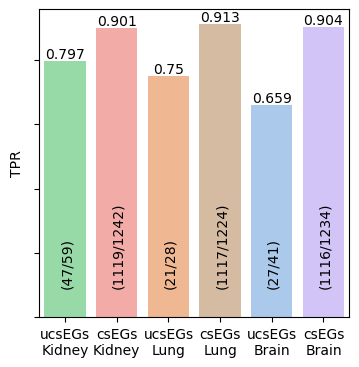 0.797
0.901
0.75
0.913
0.659
0.904
TPR
(47/59)
(1119/1242)
(21/28)
(1117/1224)
(27/41)
(1116/1234)
ucsEGs
Kidney
csEGs
Kidney
ucsEGs
Lung
csEGs
Lung
ucsEGs
Brain
csEGs
Brain